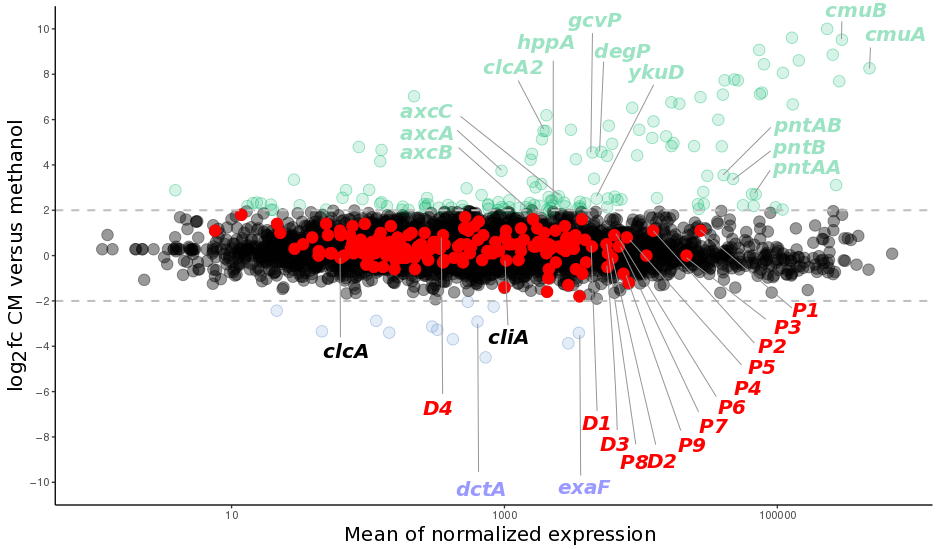 cmuB
gcvP
cmuA
hppA
degP
clcA2
ykuD
axcC
axcA
axcB
pntAB
pntB
pntAA
10
8
6
4
2
0
−2
−4
−6
−8
−10
log2fc CM versus methanol
P1
P3
P2
P5
P4
P6
P7
P9
clcA
cliA
D4
D1
D3
P8
D2
dctA
exaF
10
1000
100000
Mean of normalized expression